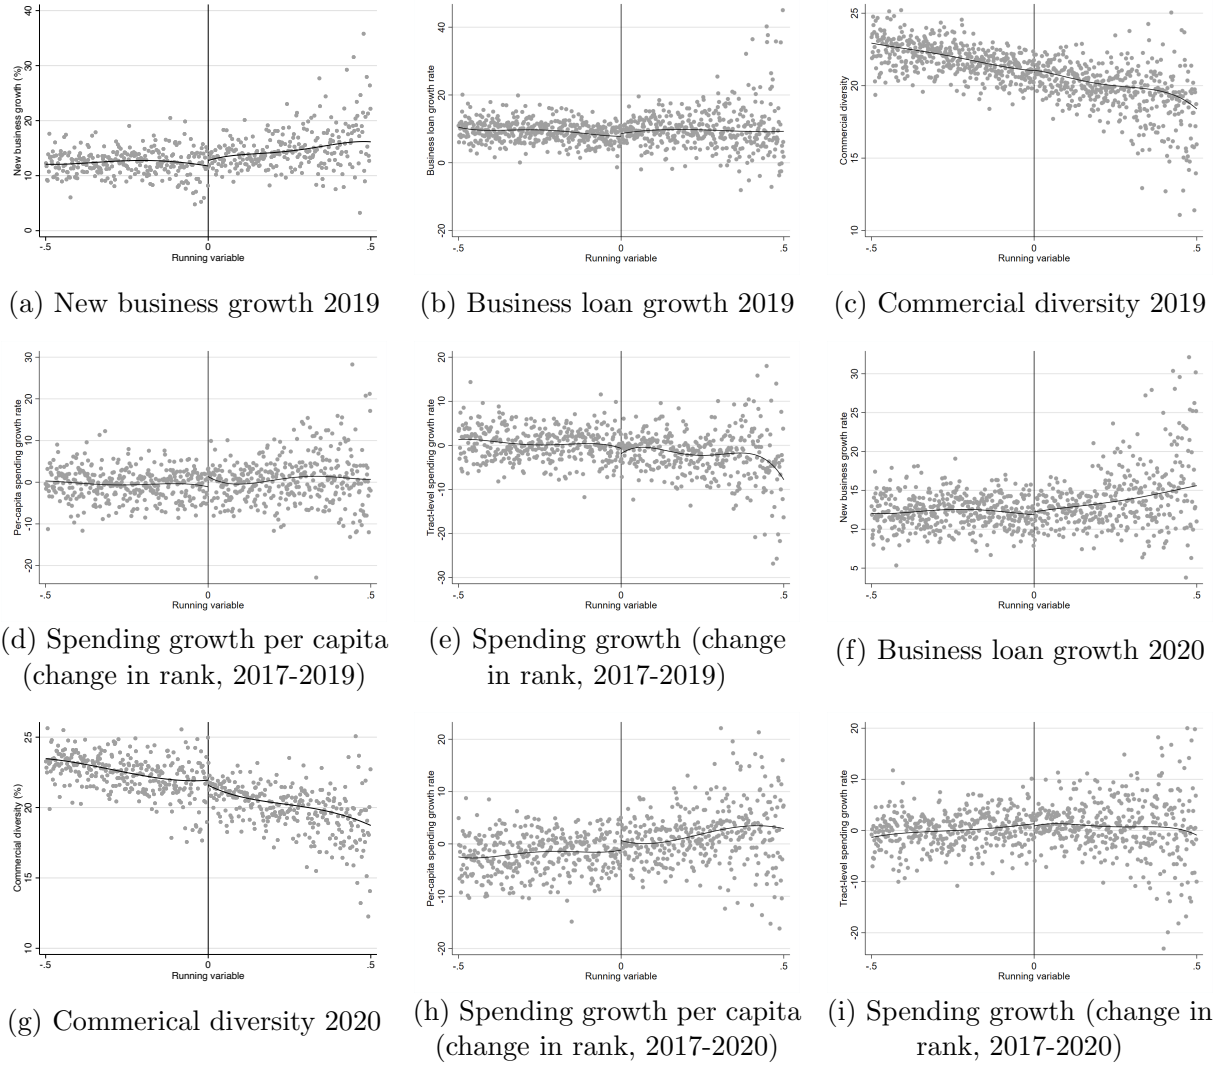 New business growth (%)
40
30
20
10
0
-.5 0 .5
Running variable
(a) New business growth 2019
Business loan growth rate
40
20
0
-20
-.5 0 .5
Running variable
(b) Business loan growth 2019
Commercial diversity
25
20
15
10
-.5 0 .5
Running variable
(c) Commercial diversity 2019
Per-capita spending growth rate
30
20
10
0
-10
-20
-.5 0 .5
Running variable
(d) Spending growth per capita
(change in rank, 2017-2019)
Tract-level spending growth rate
20
10
0
-10
-20
-30
-.5 0 .5
Running variable
(e) Spending growth (change
in rank, 2017-2019)
New business growth rate
30
25
20
15
10
5
-.5 0 .5
Running variable
(f) Business loan growth 2020
Commercial diversity (%)
25
20
15
10
-.5 0 .5
Running variable
(g) Commerical diversity 2020
Per-capita spending growth rate
20
10
0
-10
-20
-.5 0 .5
Running variable
(h) Spending growth per capita
(change in rank, 2017-2020)
Tract-level spending growth rate
20
10
0
-10
-20
-.5 0 .5
Running variable
(i) Spending growth (change in
rank, 2017-2020)